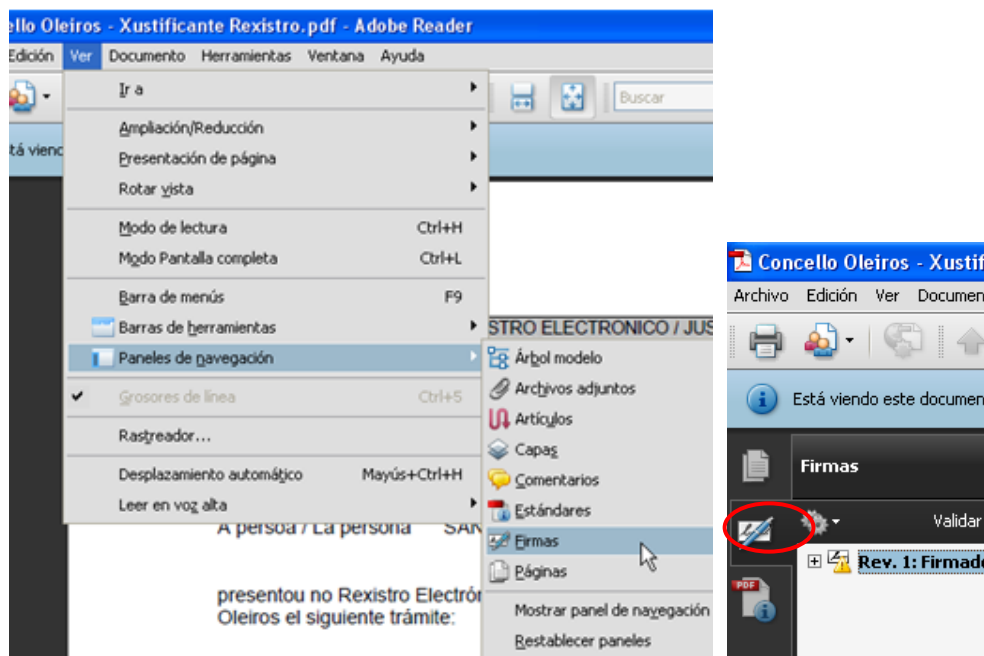 ello Oleiros - Xustificante Rexistro.pdf - Adobe Reader
Edición Ver Documento Herramientas Ventana Ayuda
Buscar
tá viend
Ir a
Ampliación/Reducción
Presentación de página
Rotar vista
Modo de lectura Ctrl+H
Modo Pantalla completa Ctrl+L
Barra de menús F9
Barras de herramientas
Paneles de navegación
Grosores de línea Ctrl+5
Rastreador...
Desplazamiento automático Mayús+Ctrl+H
Leer en voz alta
STRO ELECTRONICO / JUS
Árbol modelo
Archivos adjuntos
Artículos
Capas
Comentarios
Estándares
Firmas
Páginas
Mostrar panel de navegación
Restablecer paneles
A persoa / La persona SAN
presentou no Rexistro Electrón
Oleiros el siguiente trámite:
Concello Oleiros - Xustif
Archivo Edición Ver Documen
Está viendo este documen
Firmas
Validar
Rev. 1: Firmado
PDF